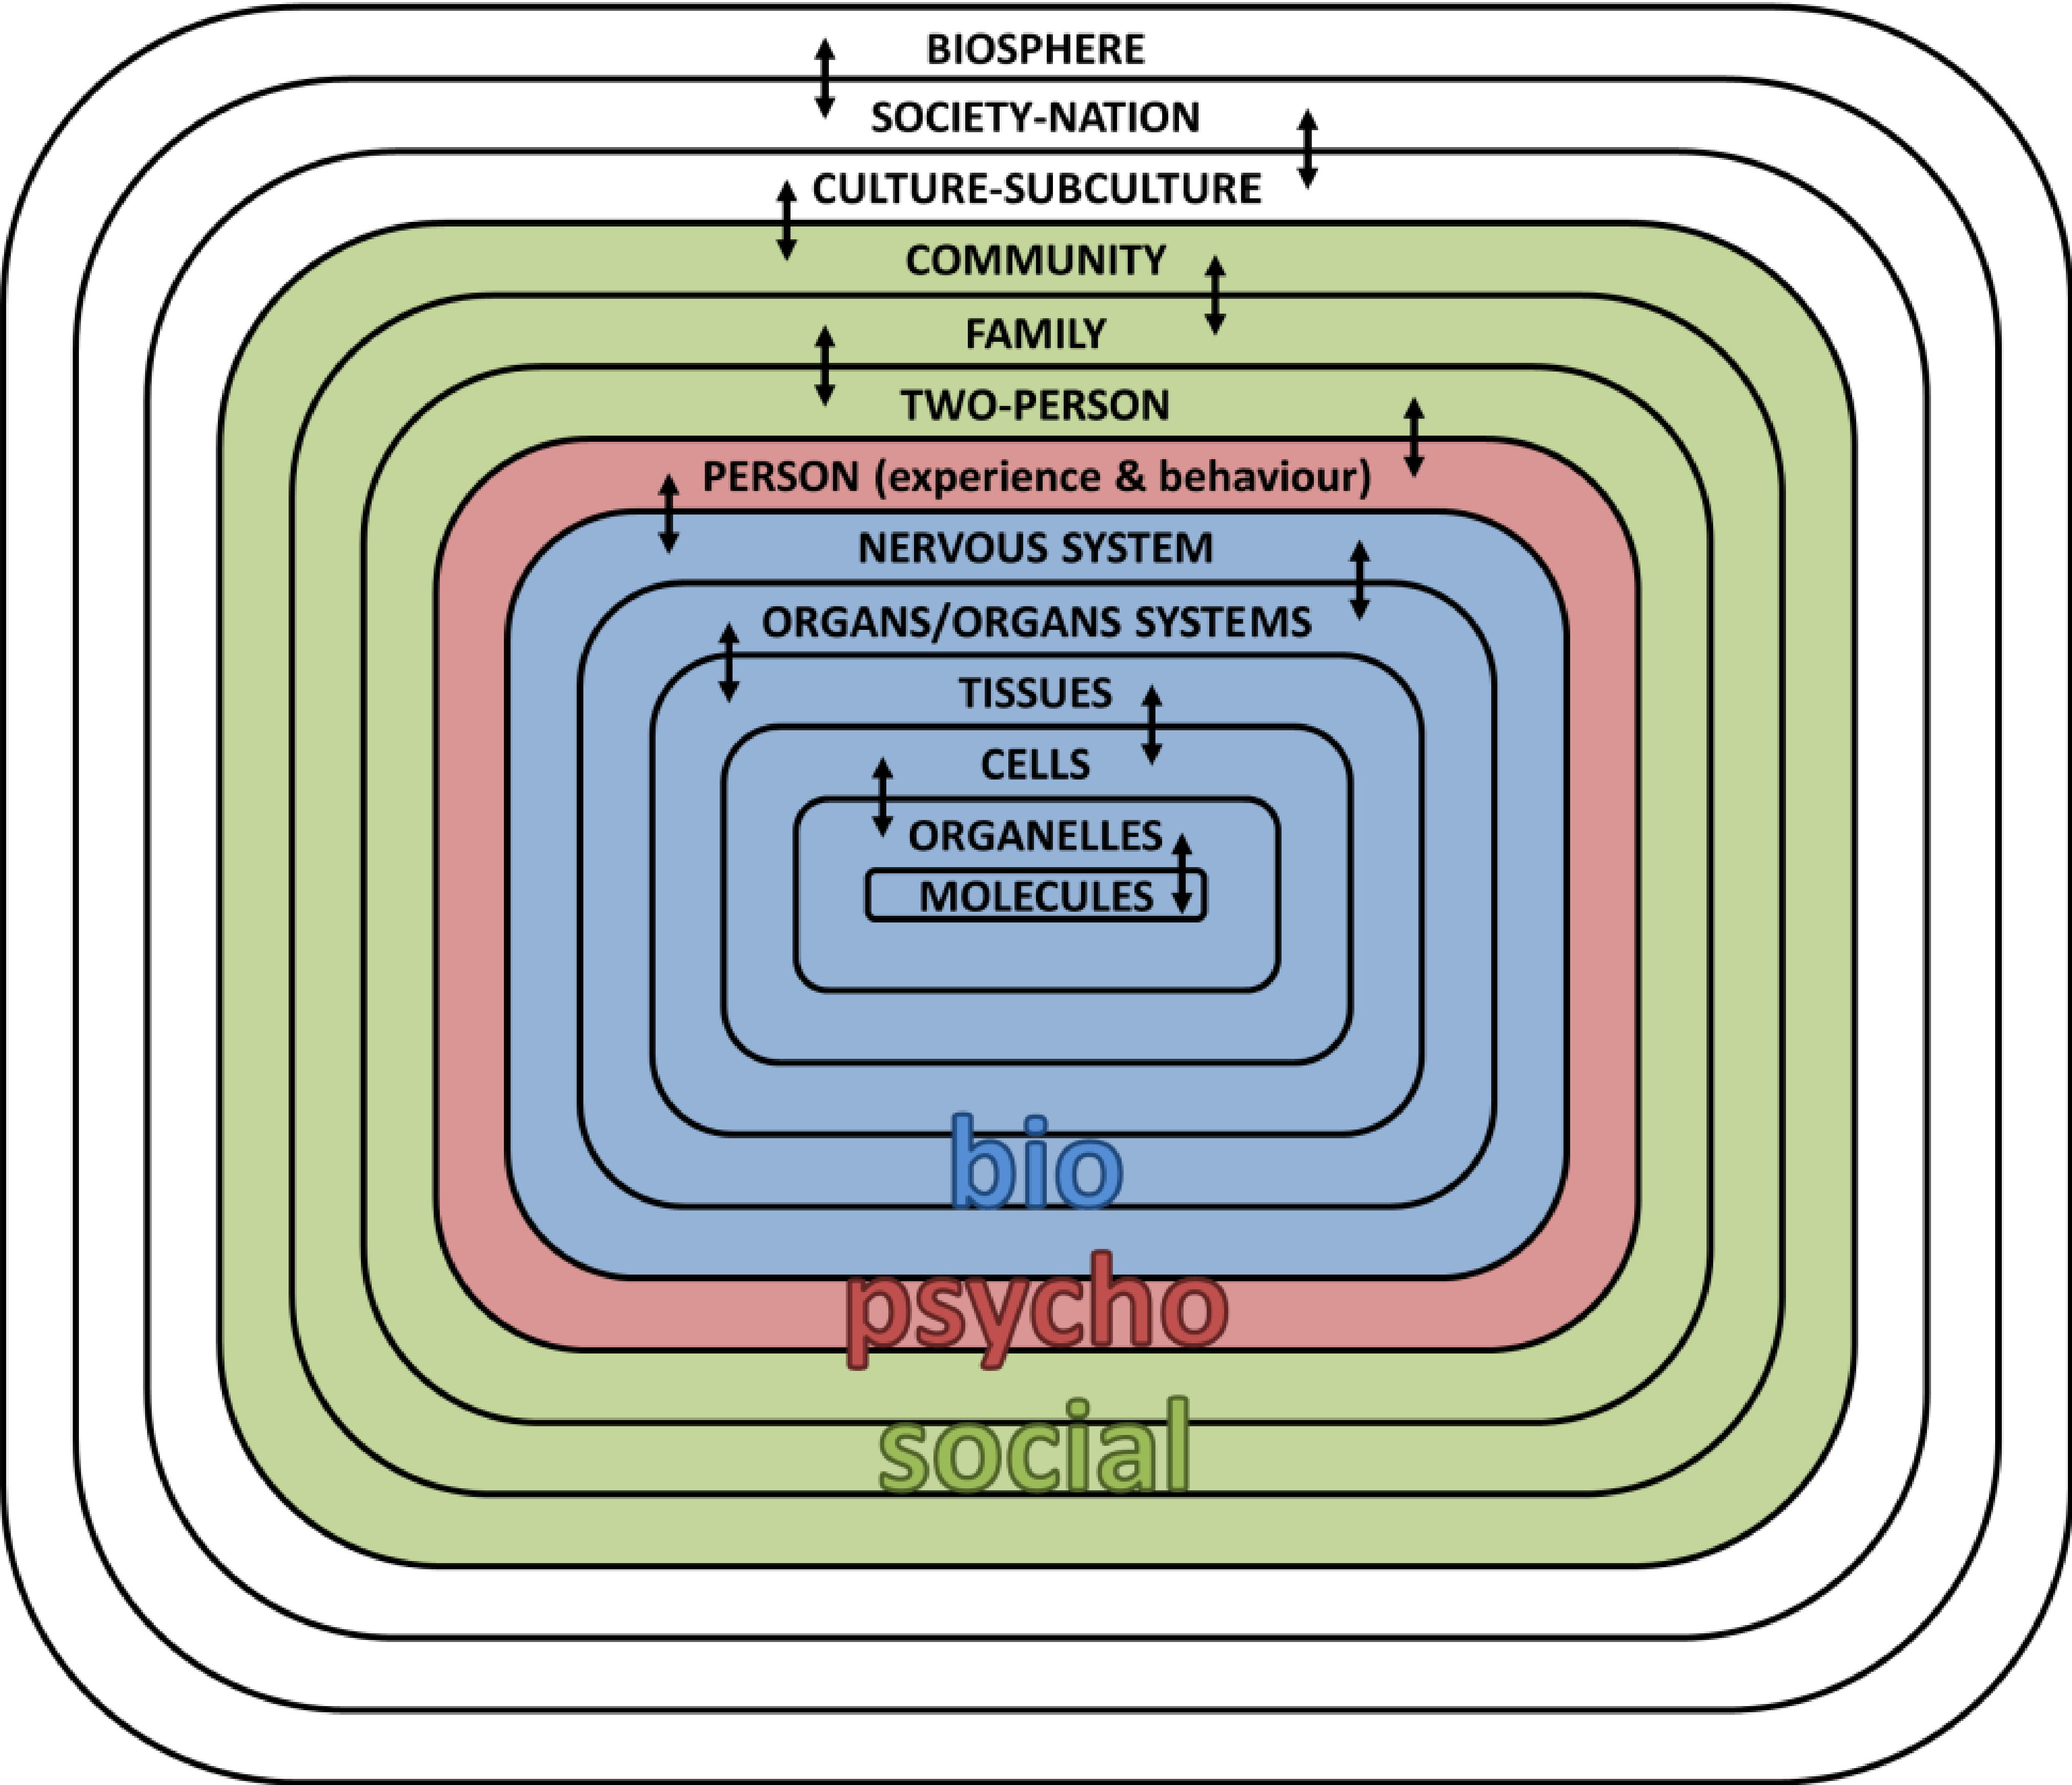 BIOSPHERE
SOCIETY-NATION
CULTURE-SUBCULTURE
COMMUNITY
FAMILY
TWO-PERSON
PERSON (experience & behaviour)
NERVOUS SYSTEM
ORGANS/ORGANS SYSTEMS
TISSUES
CELLS
ORGANELLES
MOLECULES
bio
psycho
social